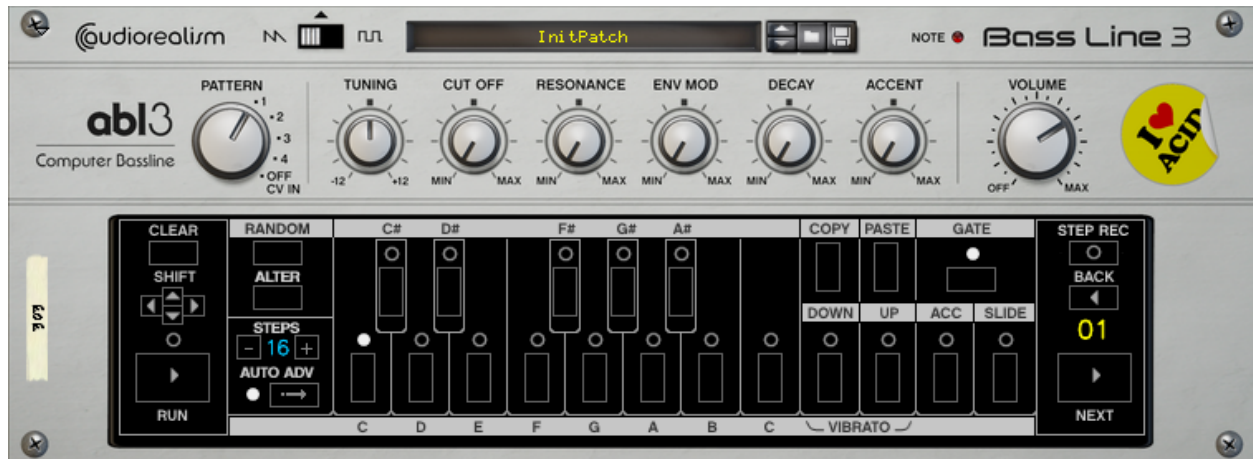 audiorealism InitPatch NOTE Bass Line 3
PATTERN TUNING CUT OFF RESONANCE ENV MOD DECAY ACCENT VOLUME
abl3
Computer Bassline
1
2
3
4
OFF
CV IN
-12 +12 MIN MAX MIN MAX MIN MAX MIN MAX MIN MAX OFF MAX
I ACID
CLEAR RANDOM C# D# F# G# A# COPY PASTE GATE STEP REC
SHIFT ALTER BACK
DOWN UP ACC SLIDE
STEPS 01
- 16 +
AUTO ADV
RUN NEXT
C D E F G A B C VIBRATO
303